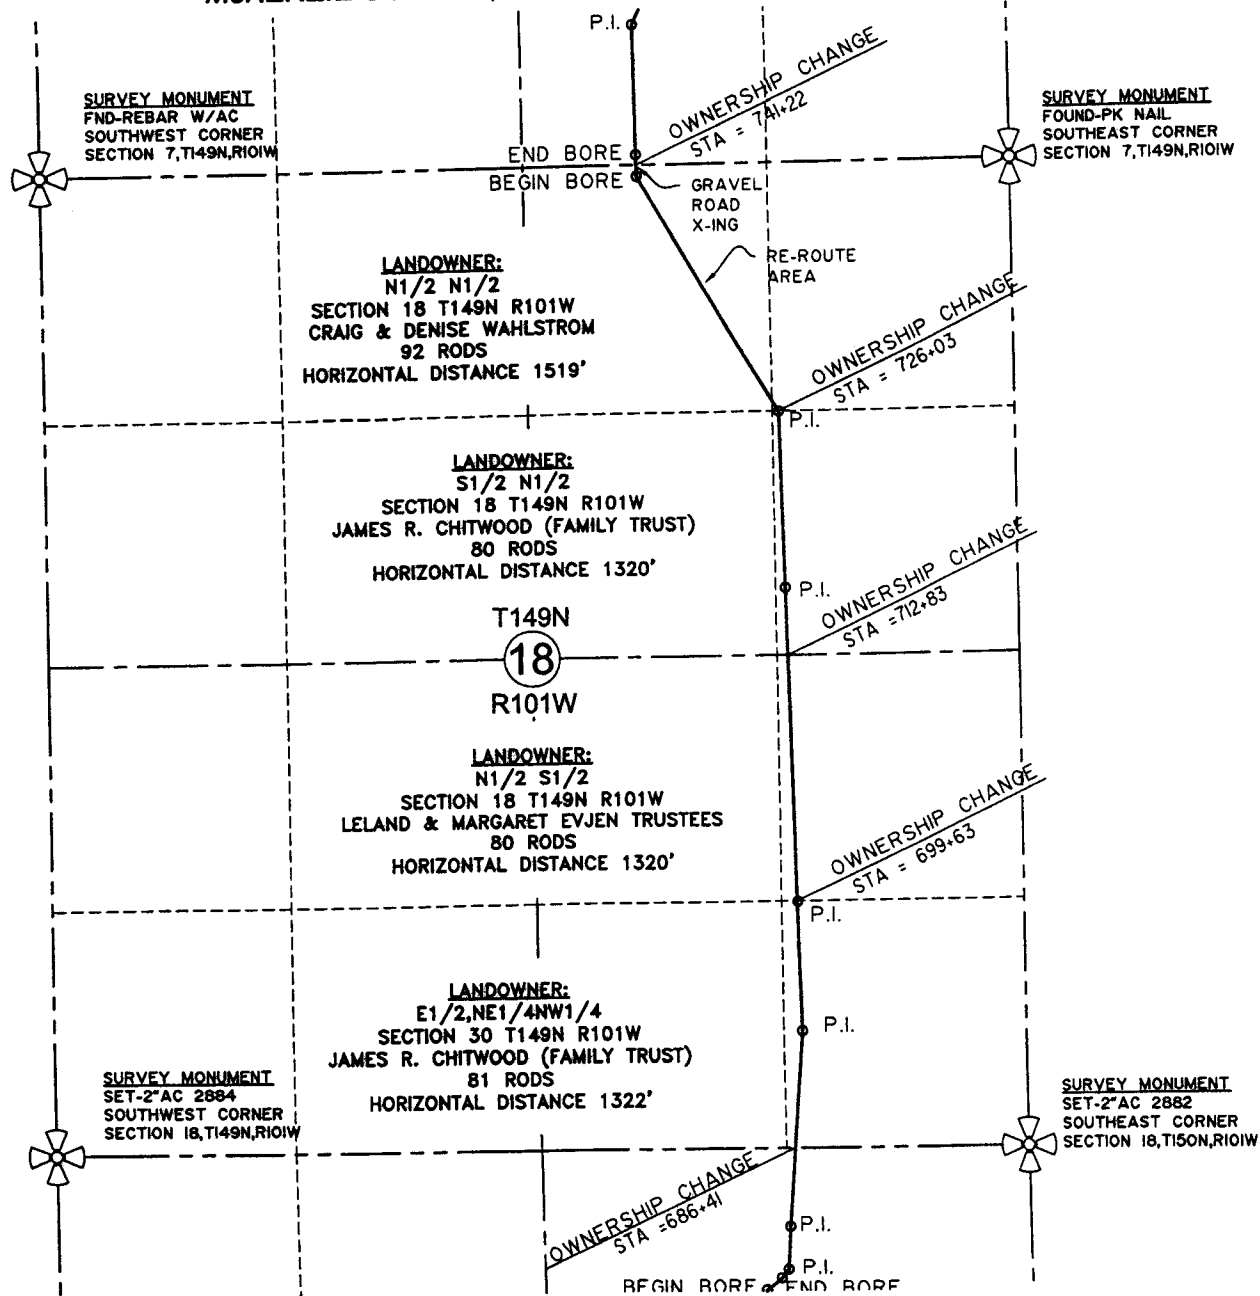 P.I.
OWNERSHIP CHANGE
STA = 741+22
SURVEY MONUMENT
FND-REBAR W/AC
SOUTHWEST CORNER
SECTION 7,T149N,R101W
SURVEY MONUMENT
FOUND-PK NAIL
SOUTHEAST CORNER
SECTION 7,T149N,R101W
END BORE
BEGIN BORE
GRAVEL
ROAD
X-ING
RE-ROUTE
AREA
LANDOWNER:
N1/2 N1/2
SECTION 18 T149N R101W
CRAIG & DENISE WAHLSTROM
92 RODS
HORIZONTAL DISTANCE 1519'
OWNERSHIP CHANGE
STA = 726+03
P.I.
LANDOWNER:
S1/2 N1/2
SECTION 18 T149N R101W
JAMES R. CHITWOOD (FAMILY TRUST)
80 RODS
HORIZONTAL DISTANCE 1320'
P.I.
OWNERSHIP CHANGE
STA =712+83
T149N
18
R101W
LANDOWNER:
N1/2 S1/2
SECTION 18 T149N R101W
LELAND & MARGARET EVJEN TRUSTEES
80 RODS
HORIZONTAL DISTANCE 1320'
OWNERSHIP CHANGE
STA = 699+63
P.I.
LANDOWNER:
E1/2,NE1/4NW1/4
SECTION 30 T149N R101W
JAMES R. CHITWOOD (FAMILY TRUST)
81 RODS
HORIZONTAL DISTANCE 1322'
P.I.
SURVEY MONUMENT
SET-2"AC 2884
SOUTHWEST CORNER
SECTION 18,T149N,R101W
SURVEY MONUMENT
SET-2"AC 2882
SOUTHEAST CORNER
SECTION 18,T150N,R101W
OWNERSHIP CHANGE
STA =686+41
P.I.
P.I.
BEGIN BORE
END BORE